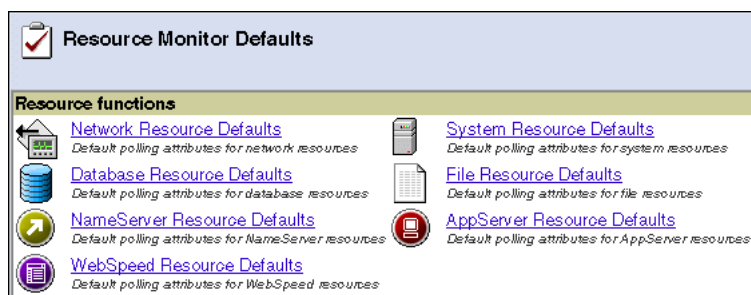 Resource Monitor Defaults
Resource functions
Network Resource Defaults
Default polling attributes for network resources
System Resource Defaults
Default polling attributes for system resources
Database Resource Defaults
Default polling attributes for database resources
File Resource Defaults
Default polling attributes for file resources
NameServer Resource Defaults
Default polling attributes for NameServer resources
AppServer Resource Defaults
Default polling attributes for AppServer resources
WebSpeed Resource Defaults
Default polling attributes for WebSpeed resources